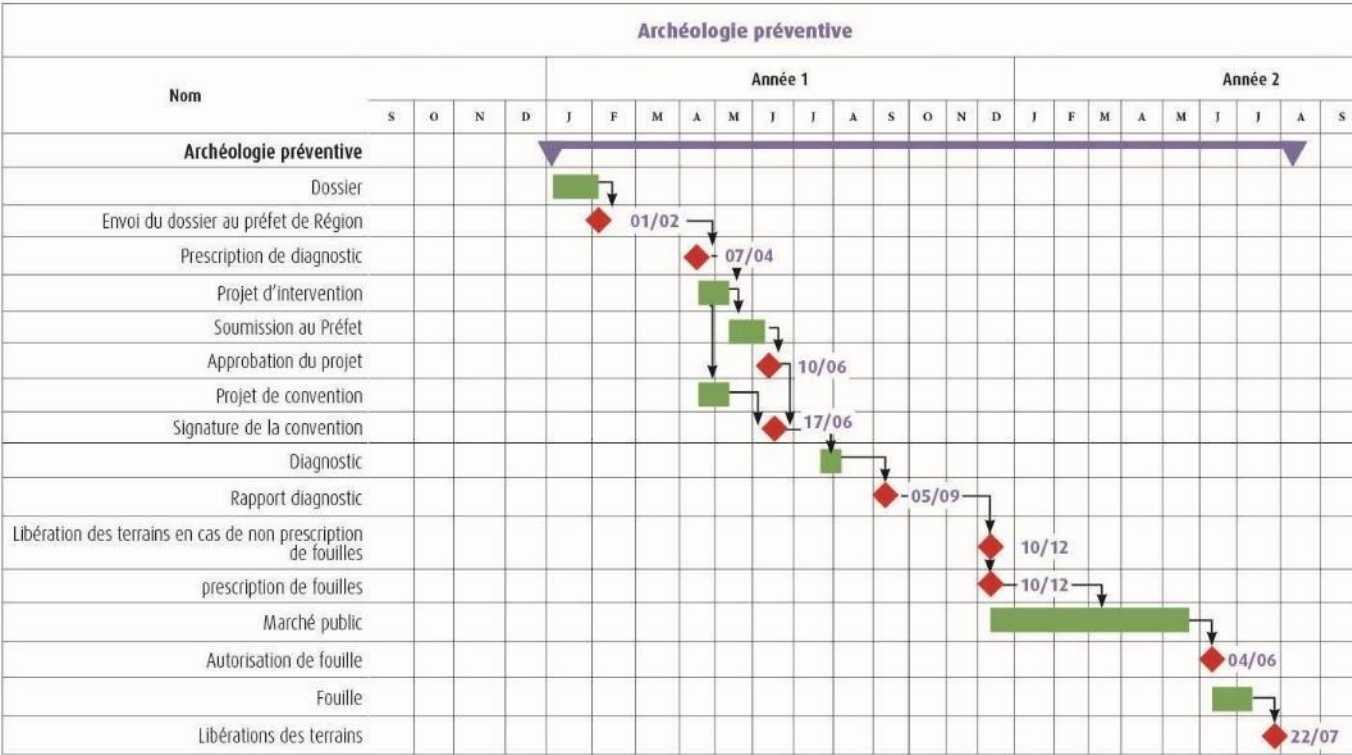 Archéologie préventive
Nom
Année 1
Année 2
S O N D J F M A M J J A S O N D J F M A M J J A S
Archéologie préventive
Dossier
Envoi du dossier au préfet de Région 01/02
Prescription de diagnostic 07/04
Projet d'intervention
Soumission au Préfet
Approbation du projet 10/06
Projet de convention
Signature de la convention 17/06
Diagnostic
Rapport diagnostic 05/09
Libération des terrains en cas de non prescription
de fouilles 10/12
prescription de fouilles 10/12
Marché public
Autorisation de fouille 04/06
Fouille
Libérations des terrains 22/07